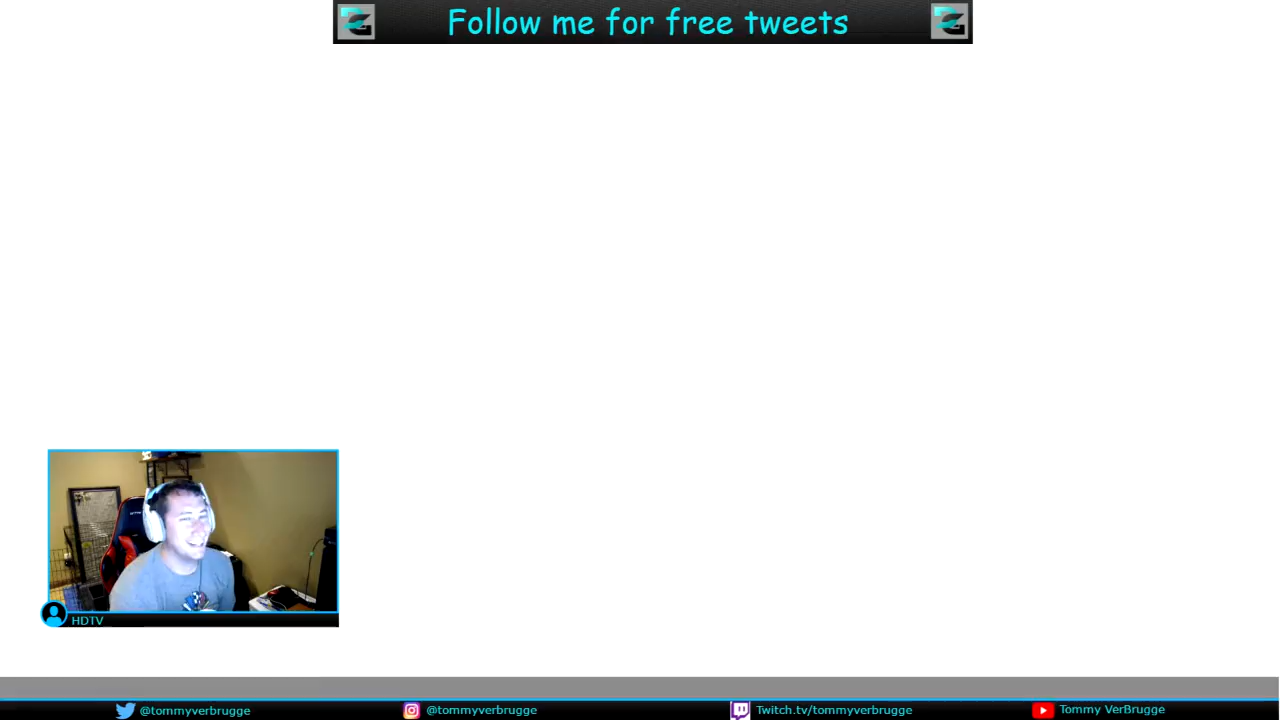 Follow me for free tweets
HDTV
@tommyverbrugge
@tommyverbrugge
Twitch.tv/tommyverbrugge
Tommy VerBrugge